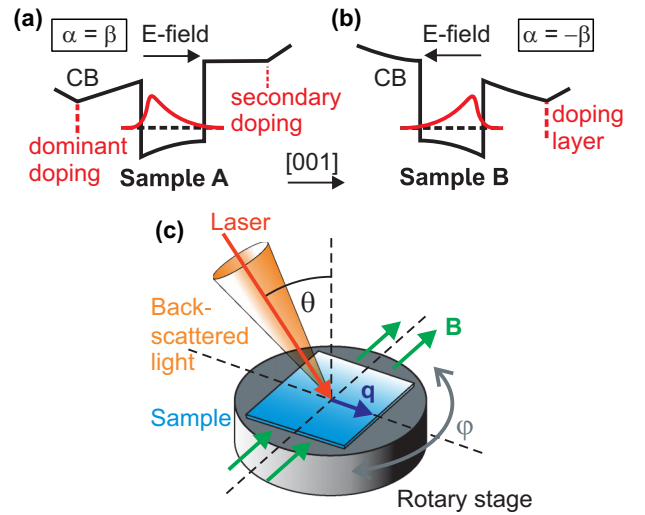 (a)
α = β
E-field
CB
dominant
doping
secondary
doping
Sample A
[001]
(b)
E-field
α = −β
CB
doping
layer
Sample B
(c)
Laser
θ
Back-
scattered
light
B
q
Sample
φ
Rotary stage